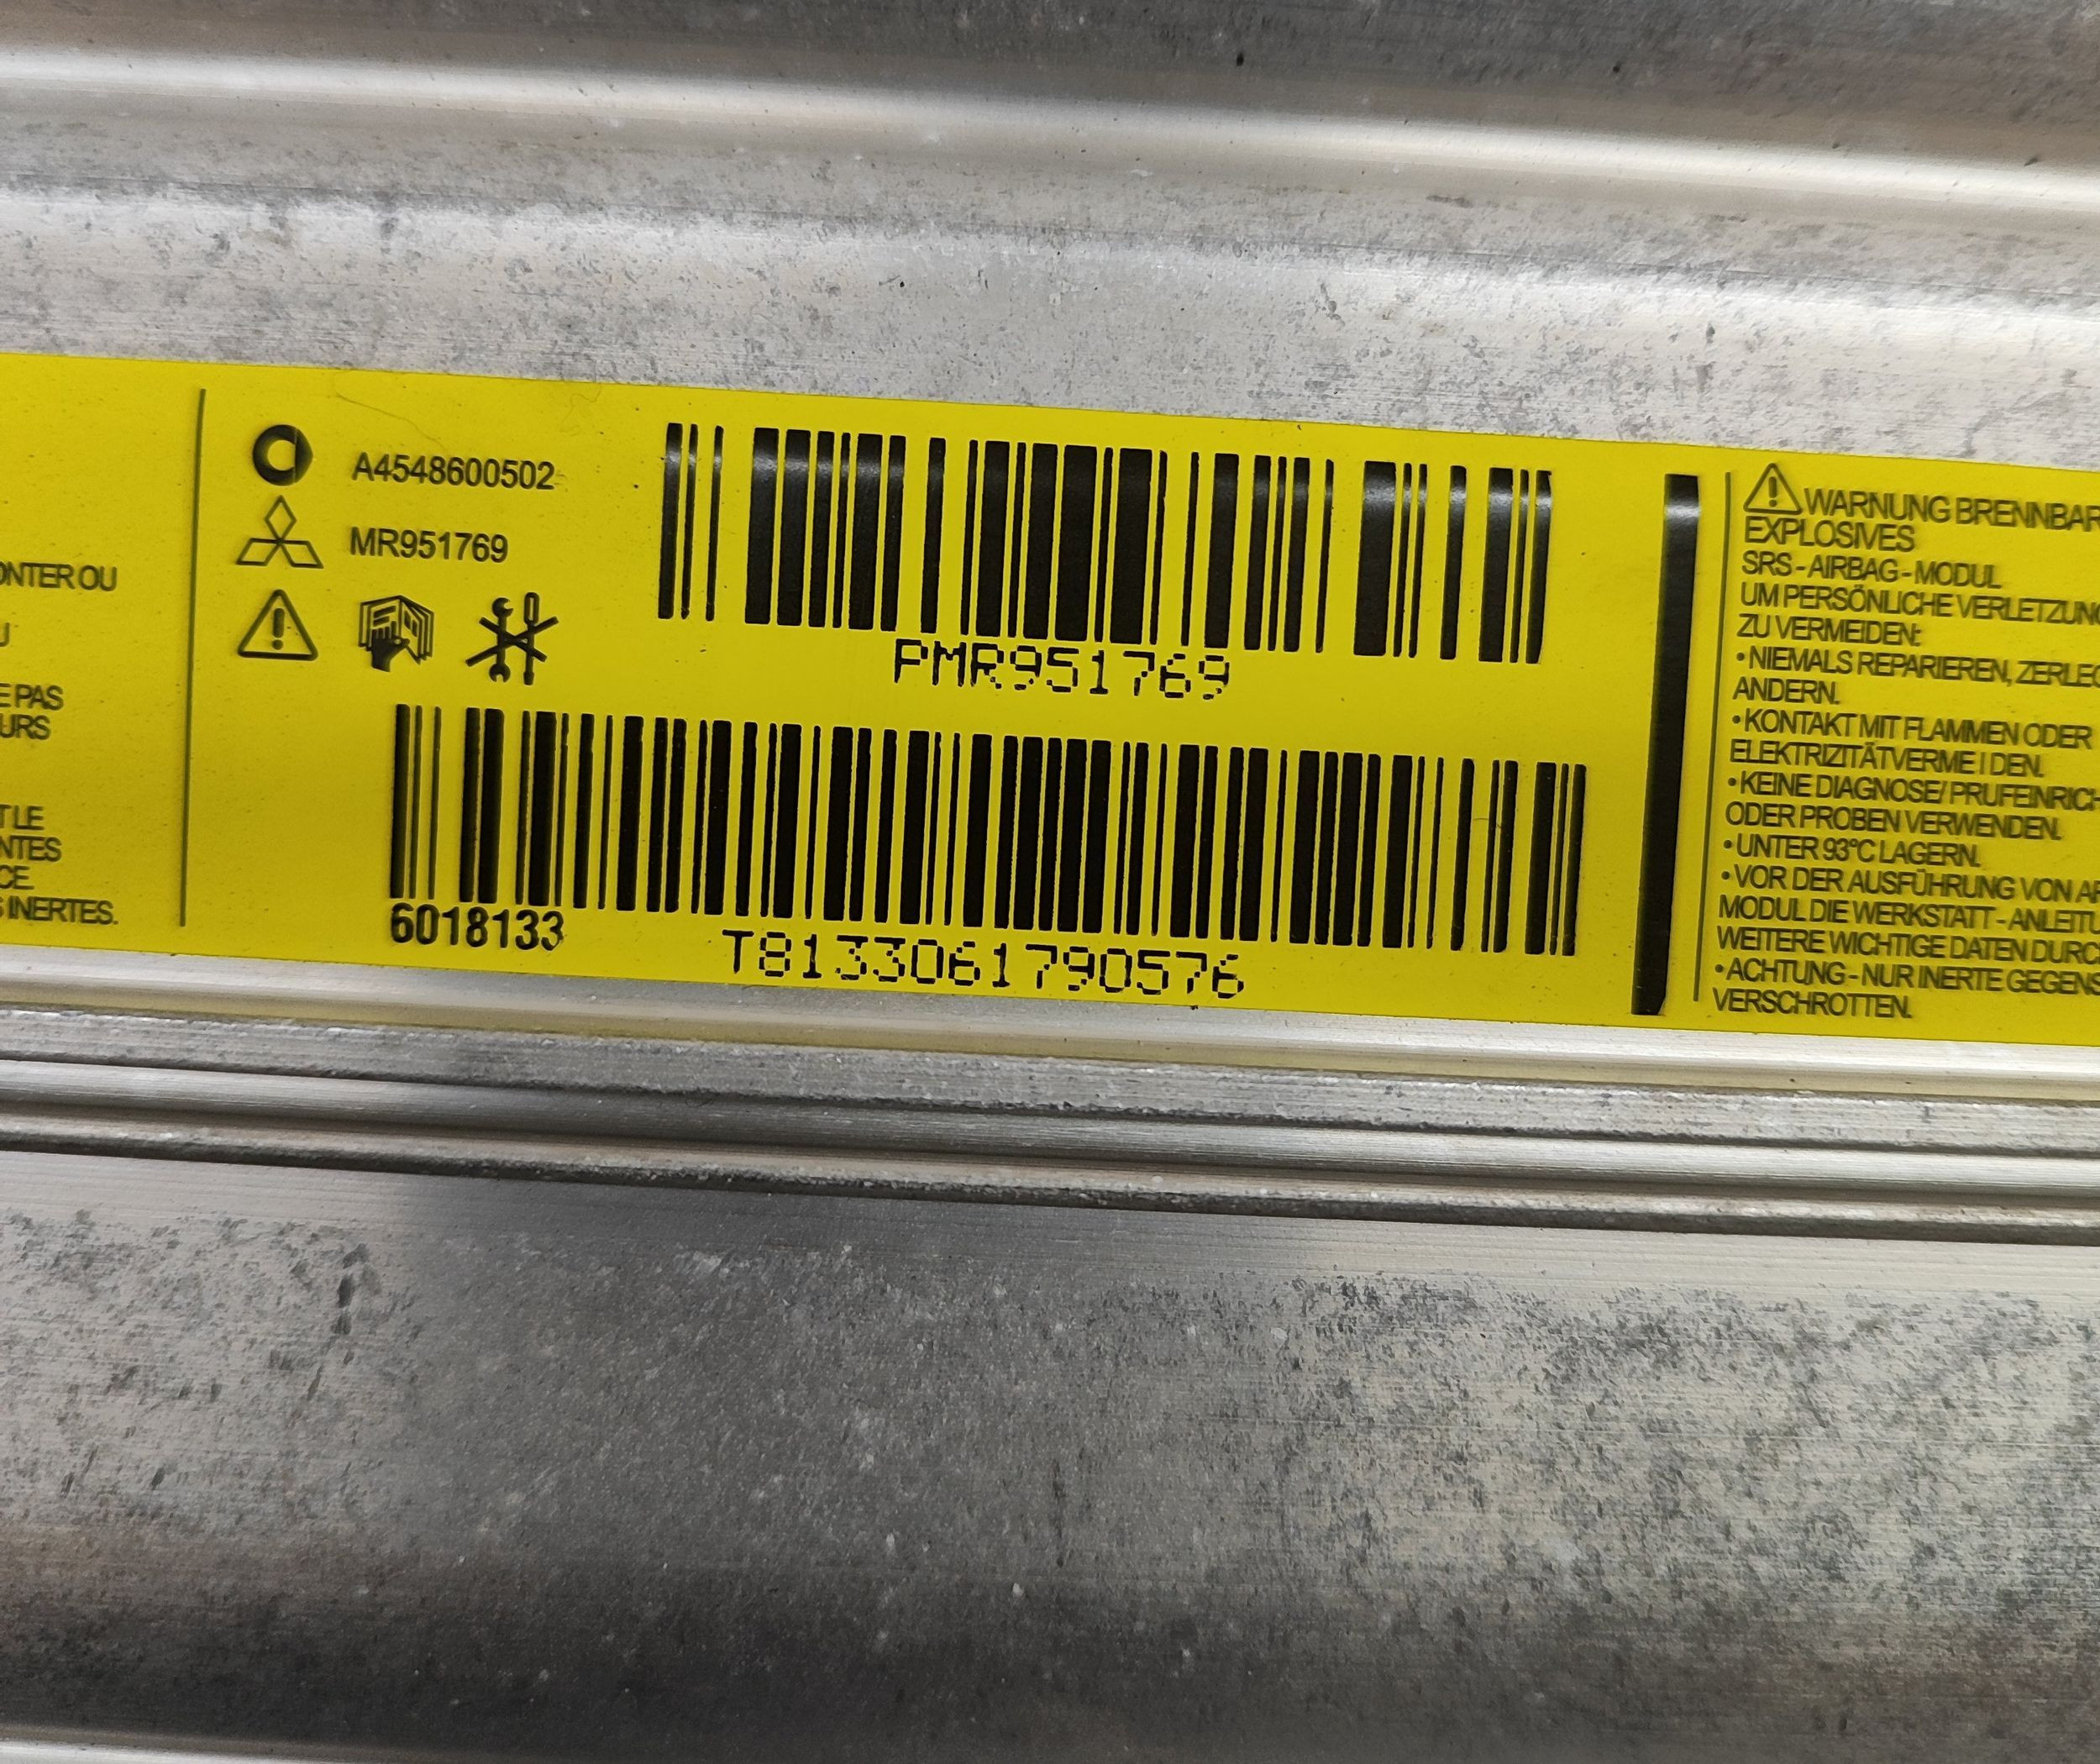 ONTER OU
U
E PAS
URS
T LE
NTES
CE.
S INERTES.
A4548600502
MR951769
PMR951769
6018133
T8133061790576
WARNUNG BRENNBAR
EXPLOSIVES
SRS - AIRBAG - MODUL
UM PERSÖNLICHE VERLETZUNG
ZU VERMEIDEN:
• NIEMALS REPARIEREN, ZERLEG
ANDERN.
• KONTAKT MIT FLAMMEN ODER
ELEKTRIZITÄTVERME I DEN.
• KEINE DIAGNOSE/ PRUFEINRICH
ODER PROBEN VERWENDEN.
• UNTER 93°C LAGERN.
• VOR DER AUSFÜHRUNG VON AR
MODUL DIE WERKSTATT - ANLEITU
WEITERE WICHTIGE DATEN DURC
• ACHTUNG - NUR INERTE GEGENS
VERSCHROTTEN.